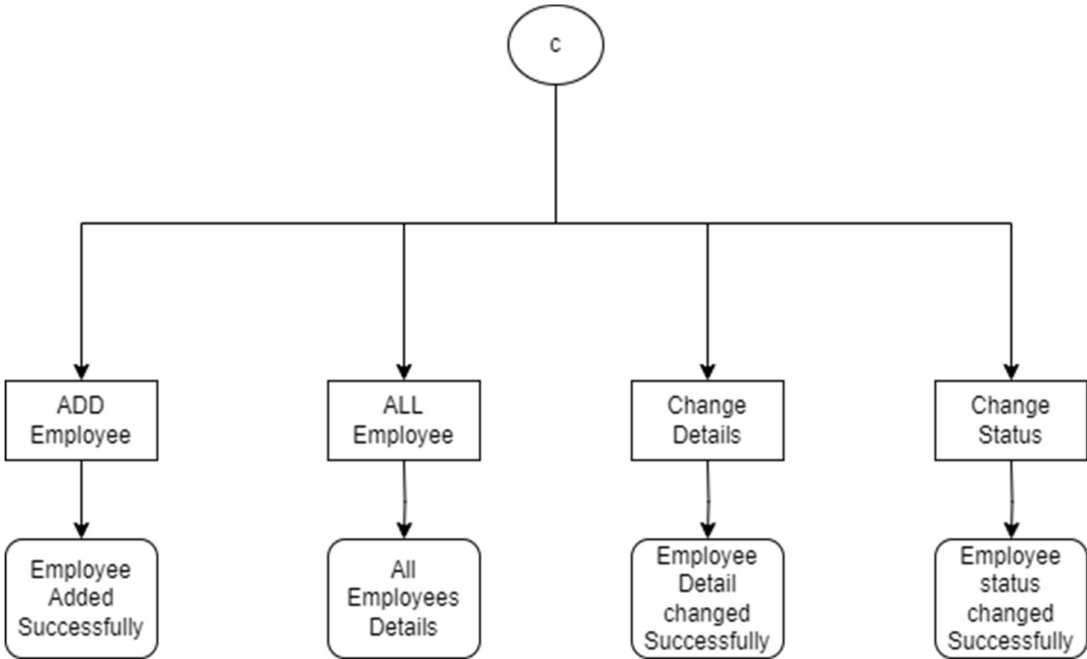 c
ADD
Employee
ALL
Employee
Change
Details
Change
Status
Employee
Added
Successfully
All
Employees
Details
Employee
Detail
changed
Successfully
Employee
status
changed
Successfully